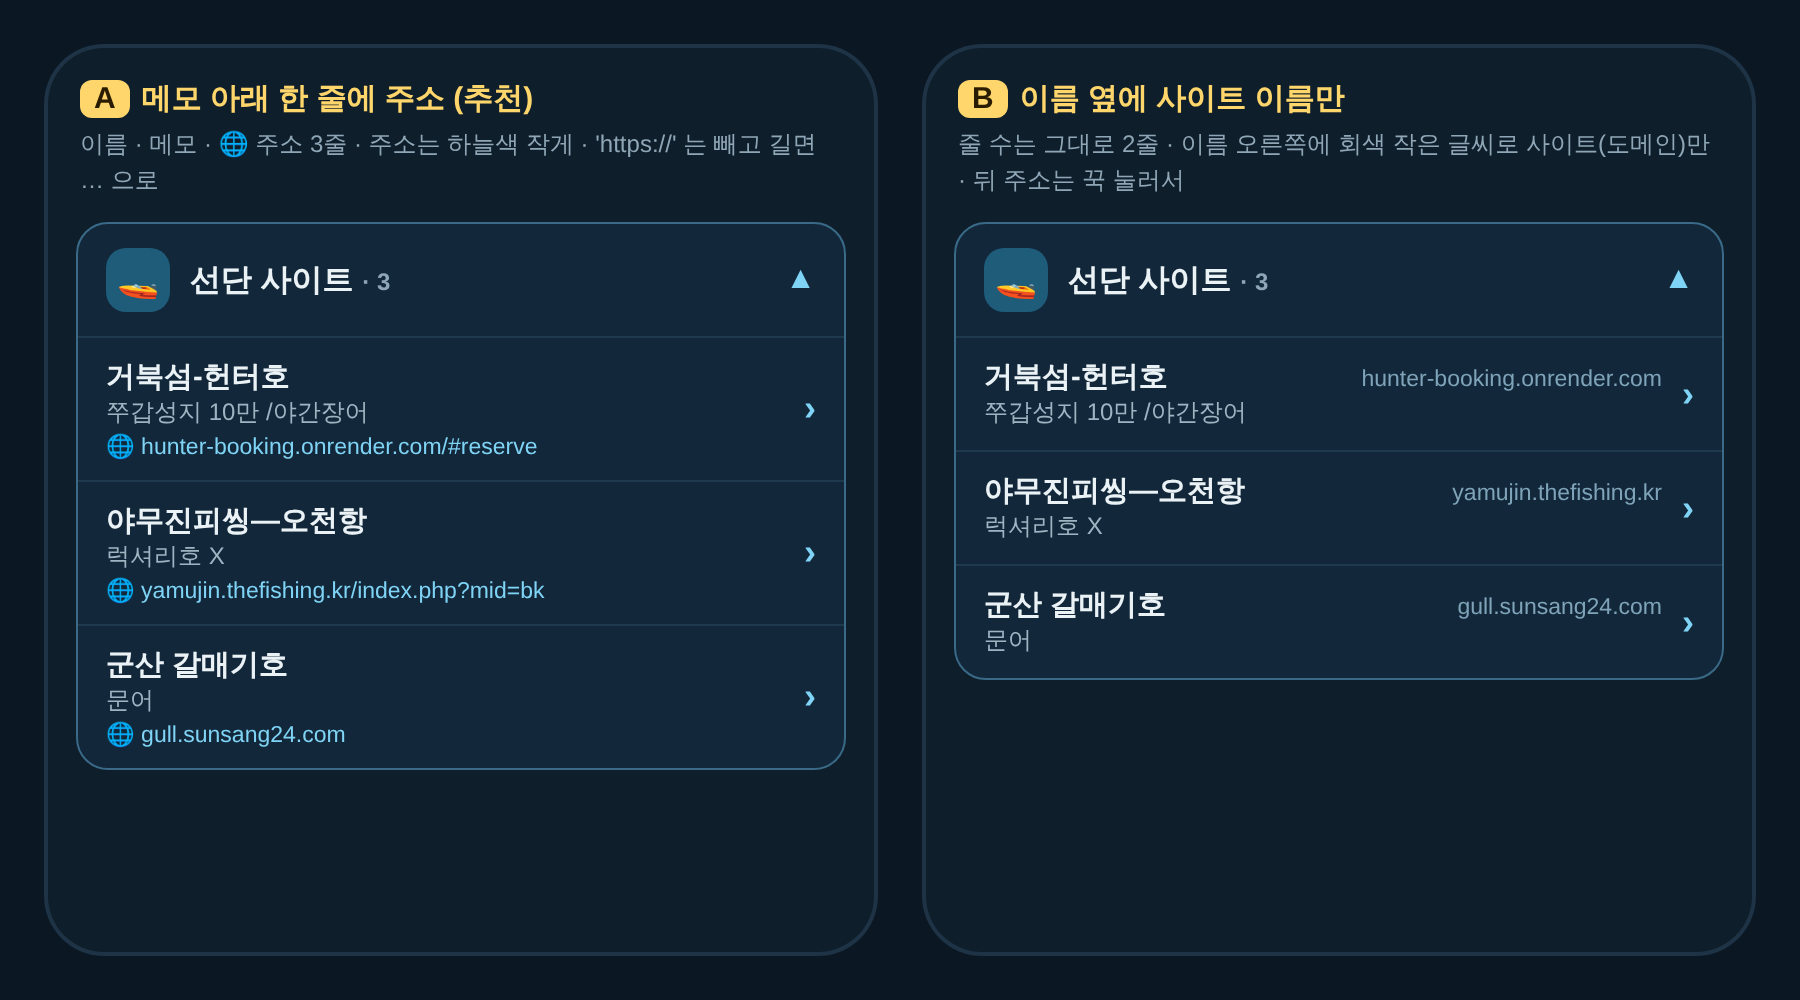 A 메모 아래 한 줄에 주소 (추천)
이름 · 메모 · 🌐 주소 3줄 · 주소는 하늘색 작게 · 'https://' 는 빼고 길면
… 으로
선단 사이트 · 3 ▲
거북섬-헌터호
쭈갑성지 10만 /야간장어
🌐 hunter-booking.onrender.com/#reserve
야무진피씽—오천항
럭셔리호 X
🌐 yamujin.thefishing.kr/index.php?mid=bk
군산 갈매기호
문어
🌐 gull.sunsang24.com
B 이름 옆에 사이트 이름만
줄 수는 그대로 2줄 · 이름 오른쪽에 회색 작은 글씨로 사이트(도메인)만
· 뒤 주소는 꾹 눌러서
선단 사이트 · 3 ▲
거북섬-헌터호 hunter-booking.onrender.com
쭈갑성지 10만 /야간장어
야무진피씽—오천항 yamujin.thefishing.kr
럭셔리호 X
군산 갈매기호 gull.sunsang24.com
문어